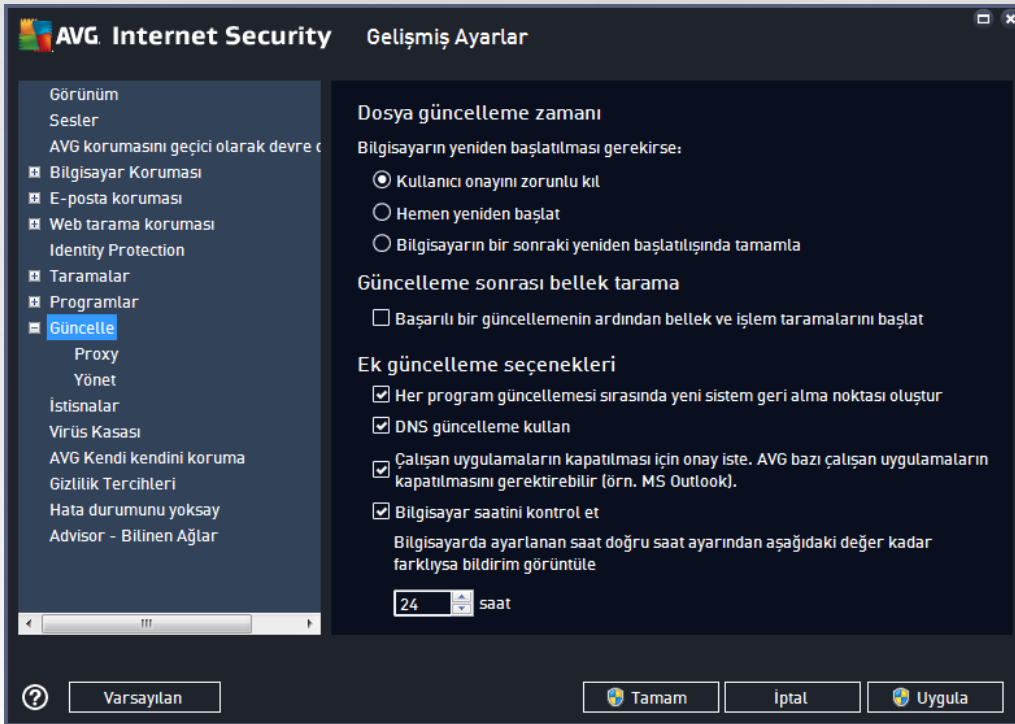 AVG Internet Security Gelişmiş Ayarlar
Görünüm
Sesler
AVG korumasını geçici olarak devre
Bilgisayar Koruması
E-posta koruması
Web tarama koruması
Identity Protection
Taramalar
Programlar
Güncelle
Proxy
Yönet
İstisnalar
Virüs Kasası
AVG Kendi kendini koruma
Gizlilik Tercihleri
Hata durumunu yoksay
Advisor - Bilinen Ağlar
Dosya güncelleme zamanı
Bilgisayarın yeniden başlatılması gerekirse:
Kullanıcı onayını zorunlu kıl
Hemen yeniden başlat
Bilgisayarın bir sonraki yeniden başlatılışında tamamla
Güncelleme sonrası bellek tarama
Başarılı bir güncellemenin ardından bellek ve işlem taramalarını başlat
Ek güncelleme seçenekleri
Her program güncellemesi sırasında yeni sistem geri alma noktası oluştur
DNS güncelleme kullan
Çalışan uygulamaların kapatılması için onay iste. AVG bazı çalışan uygulamaların
kapatılmasını gerektirebilir (örn. MS Outlook).
Bilgisayar saatini kontrol et
Bilgisayarda ayarlanan saat doğru saat ayarından aşağıdaki değer kadar
farklıysa bildirim görüntüle
24 saat
Varsayılan
Tamam
İptal
Uygula